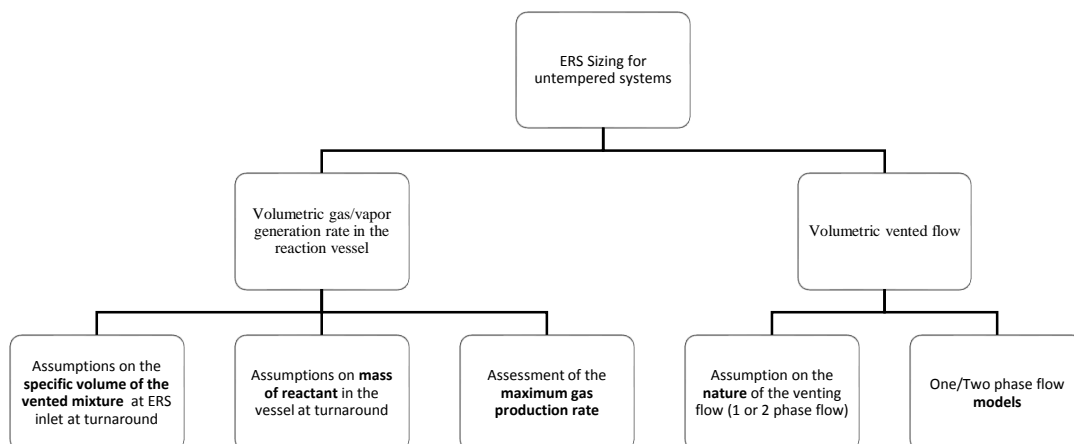 ERS Sizing for
untempered systems
Volumetric gas/vapor
generation rate in the
reaction vessel
Volumetric vented flow
Assumptions on the
specific volume of the
vented mixture at ERS
inlet at turnaround
Assumptions on mass
of reactant in the
vessel at turnaround
Assessment of the
maximum gas
production rate
Assumption on the
nature of the venting
flow (1 or 2 phase flow)
One/Two phase flow
models